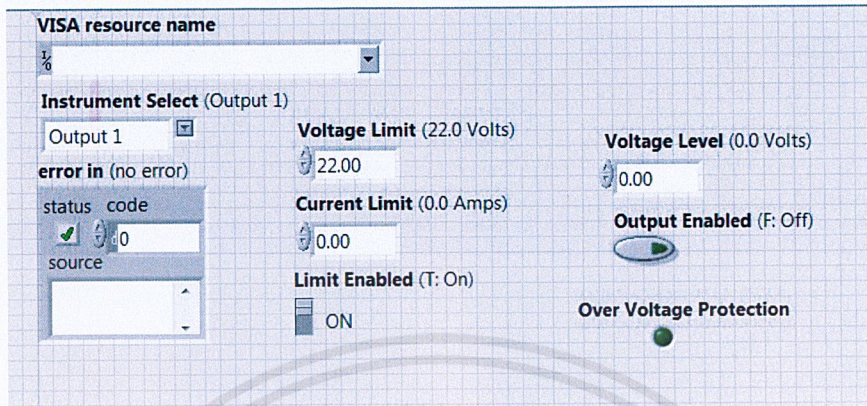 VISA resource name
I/O
Instrument Select (Output 1)
Output 1
error in (no error)
status code
0
source
Voltage Limit (22.0 Volts)
22.00
Current Limit (0.0 Amps)
0.00
Limit Enabled (T: On)
ON
Voltage Level (0.0 Volts)
0.00
Output Enabled (F: Off)
Over Voltage Protection